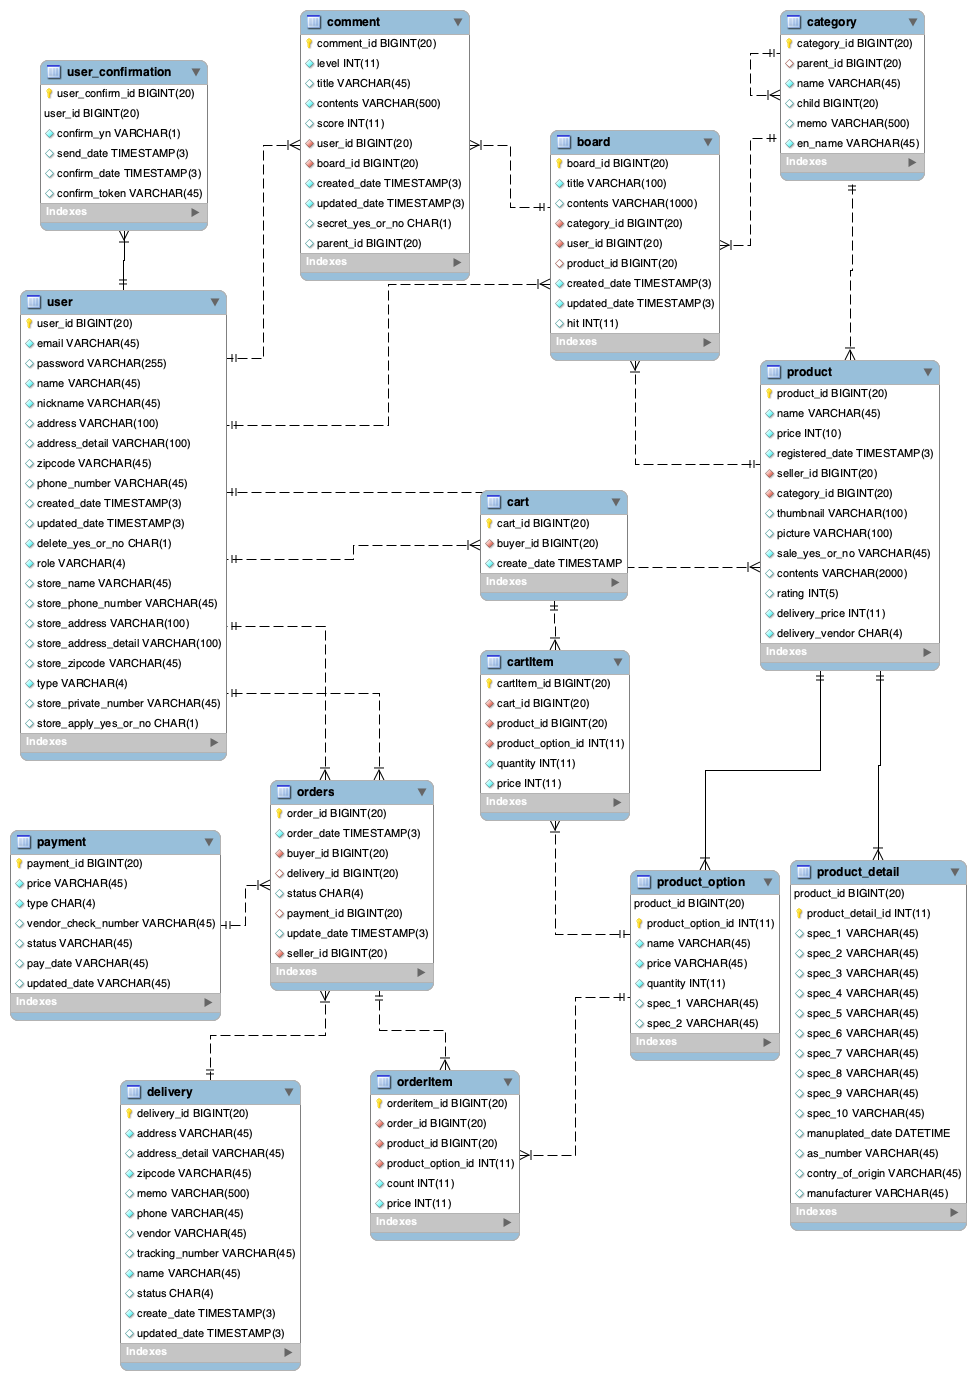 comment
comment_id BIGINT(20)
level INT(11)
title VARCHAR(45)
contents VARCHAR(500)
score INT(11)
user_id BIGINT(20)
board_id BIGINT(20)
created_date TIMESTAMP(3)
updated_date TIMESTAMP(3)
secret_yes_or_no CHAR(1)
parent_id BIGINT(20)
Indexes
category
category_id BIGINT(20)
parent_id BIGINT(20)
name VARCHAR(45)
child BIGINT(20)
memo VARCHAR(500)
en_name VARCHAR(45)
Indexes
user_confirmation
user_confirm_id BIGINT(20)
user_id BIGINT(20)
confirm_yn VARCHAR(1)
send_date TIMESTAMP(3)
confirm_date TIMESTAMP(3)
confirm_token VARCHAR(45)
Indexes
board
board_id BIGINT(20)
title VARCHAR(100)
contents VARCHAR(1000)
category_id BIGINT(20)
user_id BIGINT(20)
product_id BIGINT(20)
created_date TIMESTAMP(3)
updated_date TIMESTAMP(3)
hit INT(11)
Indexes
user
user_id BIGINT(20)
email VARCHAR(45)
password VARCHAR(255)
name VARCHAR(45)
nickname VARCHAR(45)
address VARCHAR(100)
address_detail VARCHAR(100)
zipcode VARCHAR(45)
phone_number VARCHAR(45)
created_date TIMESTAMP(3)
updated_date TIMESTAMP(3)
delete_yes_or_no CHAR(1)
role VARCHAR(4)
store_name VARCHAR(45)
store_phone_number VARCHAR(45)
store_address VARCHAR(100)
store_address_detail VARCHAR(100)
store_zipcode VARCHAR(45)
type VARCHAR(4)
store_private_number VARCHAR(45)
store_apply_yes_or_no CHAR(1)
Indexes
product
product_id BIGINT(20)
name VARCHAR(45)
price INT(10)
registered_date TIMESTAMP(3)
seller_id BIGINT(20)
category_id BIGINT(20)
thumbnail VARCHAR(100)
picture VARCHAR(100)
sale_yes_or_no VARCHAR(45)
contents VARCHAR(2000)
rating INT(5)
delivery_price INT(11)
delivery_vendor CHAR(4)
Indexes
cart
cart_id BIGINT(20)
buyer_id BIGINT(20)
create_date TIMESTAMP
Indexes
cartItem
cartItem_id BIGINT(20)
cart_id BIGINT(20)
product_id BIGINT(20)
product_option_id INT(11)
quantity INT(11)
price INT(11)
Indexes
orders
order_id BIGINT(20)
order_date TIMESTAMP(3)
buyer_id BIGINT(20)
delivery_id BIGINT(20)
status CHAR(4)
payment_id BIGINT(20)
update_date TIMESTAMP(3)
seller_id BIGINT(20)
Indexes
payment
payment_id BIGINT(20)
price VARCHAR(45)
type CHAR(4)
vendor_check_number VARCHAR(45)
status VARCHAR(45)
pay_date VARCHAR(45)
updated_date VARCHAR(45)
Indexes
product_option
product_id BIGINT(20)
product_option_id INT(11)
name VARCHAR(45)
price VARCHAR(45)
quantity INT(11)
spec_1 VARCHAR(45)
spec_2 VARCHAR(45)
Indexes
product_detail
product_id BIGINT(20)
product_detail_id INT(11)
spec_1 VARCHAR(45)
spec_2 VARCHAR(45)
spec_3 VARCHAR(45)
spec_4 VARCHAR(45)
spec_5 VARCHAR(45)
spec_6 VARCHAR(45)
spec_7 VARCHAR(45)
spec_8 VARCHAR(45)
spec_9 VARCHAR(45)
spec_10 VARCHAR(45)
manuplated_date DATETIME
as_number VARCHAR(45)
contry_of_origin VARCHAR(45)
manufacturer VARCHAR(45)
Indexes
delivery
delivery_id BIGINT(20)
address VARCHAR(45)
address_detail VARCHAR(45)
zipcode VARCHAR(45)
memo VARCHAR(500)
phone VARCHAR(45)
vendor VARCHAR(45)
tracking_number VARCHAR(45)
name VARCHAR(45)
status CHAR(4)
create_date TIMESTAMP(3)
updated_date TIMESTAMP(3)
Indexes
orderItem
orderitem_id BIGINT(20)
order_id BIGINT(20)
product_id BIGINT(20)
product_option_id INT(11)
count INT(11)
price INT(11)
Indexes